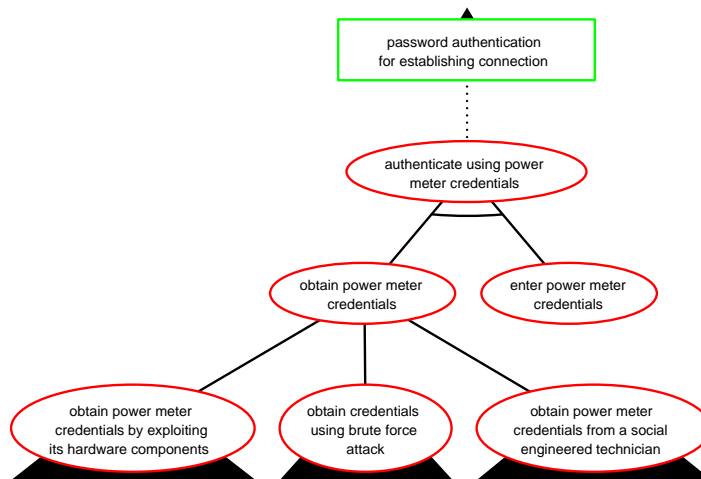 password authentication
for establishing connection
authenticate using power
meter credentials
obtain power meter
credentials
enter power meter
credentials
obtain power meter
credentials by exploiting
its hardware components
obtain credentials
using brute force
attack
obtain power meter
credentials from a social
engineered technician